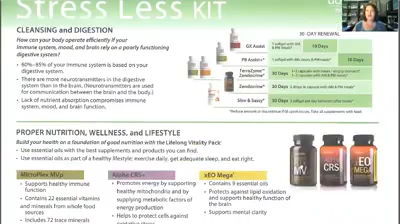 Stress Less KIT
CLEANSING and DIGESTION
How can your body operate efficiently if your
immune system, mood, and brain rely on a poorly functioning
digestive system?
• 60%–85% of your immune system is based on your
digestive system.
• There are more neurotransmitters in the digestive
system than in the brain. (Neurotransmitters are used
for communication between the brain and the body.)
• Lack of nutrient absorption compromises immune
system, mood, and brain function.
30-DAY RENEWAL
GX Assist
10 Days
PB Assist+
TerraZyme
Zendocrine
30 Days
Zendocrine
30 Days
Slim & Sassy
30 Days
PROPER NUTRITION, WELLNESS, and LIFESTYLE
Build your health on a foundation of good nutrition with the Lifelong Vitality Pack
• Use essential oils with the best supplements and products you can find.
• Use essential oils as part of a healthy lifestyle: exercise daily, get adequate sleep, and eat right.
MicroPlex MVp
• Supports healthy immune
function
• Contains 22 essential vitamins
and minerals from whole food
sources
• Includes 72 trace minerals
Alpha CRS+
• Promotes energy by supporting
healthy mitochondria and by
supplying metabolic factors of
energy production
• Helps to protect cells against
xEO Mega
• Contains 9 essential oils
• Protects against lipid oxidation
and supports healthy function of
the brain
• Supports mental clarity
MV
CRS
xEO
MEGA